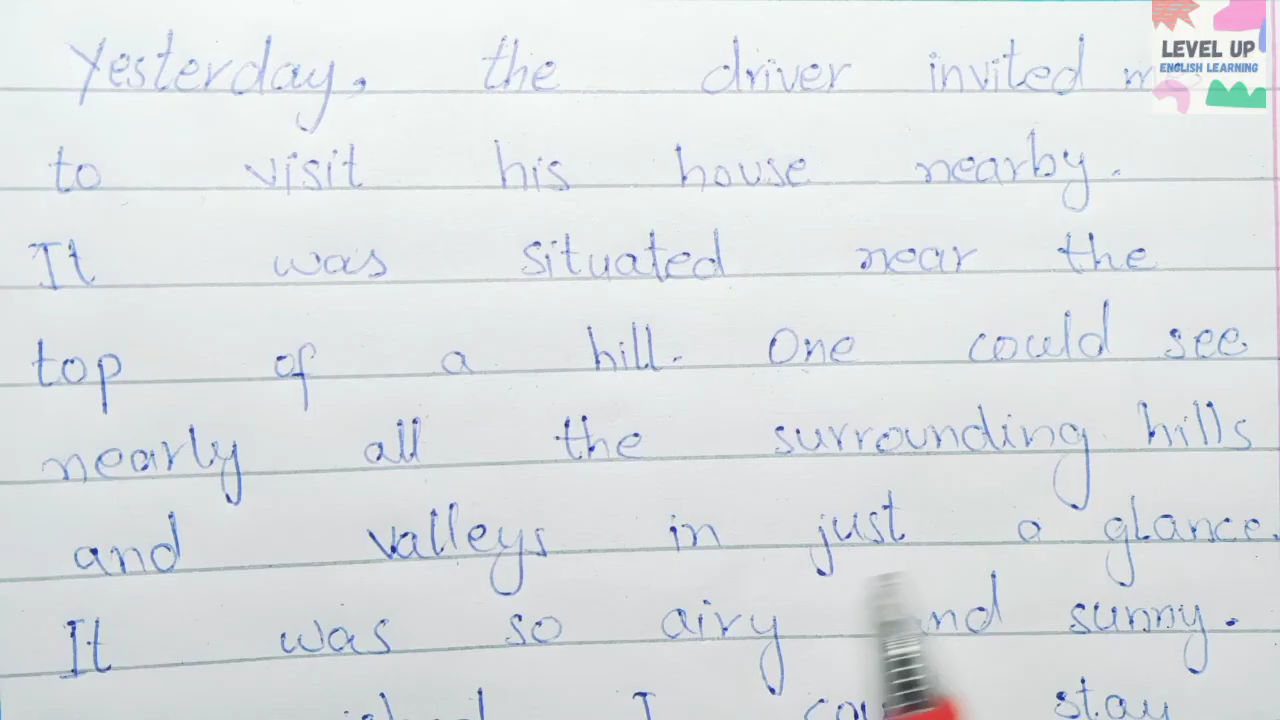 Yesterday, the driver invited me
to visit his house nearby.
It was situated near the
top of a hill. One could see
nearly all the surrounding hills
and valleys in just a glance.
It was so airy and sunny.
I stay
LEVEL UP
ENGLISH LEARNING